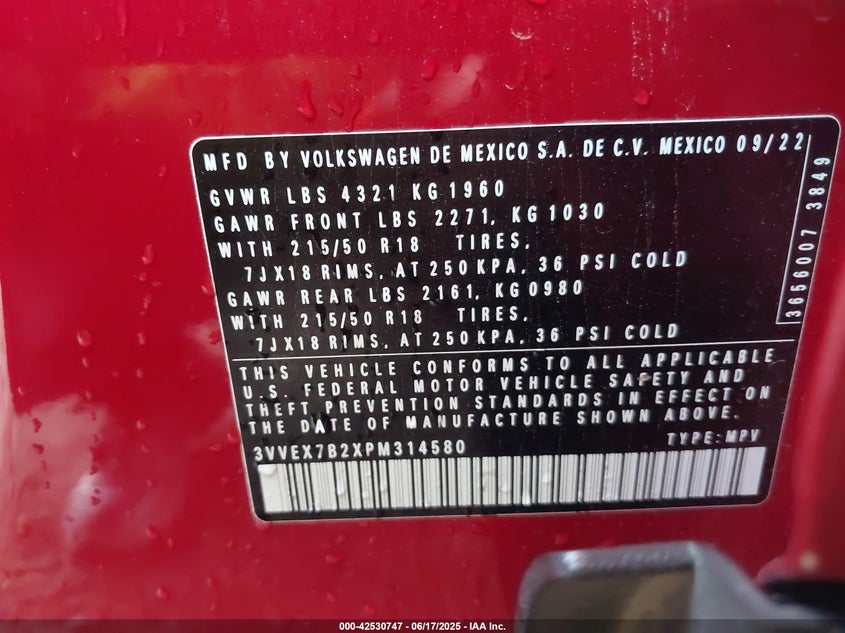 MFD BY VOLKSWAGEN DE MEXICO S.A. DE C.V. MEXICO 09/22
GVWR LBS 4321 KG 1960
GAWR FRONT LBS 2271, KG 1030
WITH 215/50 R18 TIRES,
7JX18 RIMS, AT 250 KPA, 36 PSI COLD
GAWR REAR LBS 2161, KG 0980
WITH 215/50 R18 TIRES,
7JX18 RIMS, AT 250 KPA, 36 PSI COLD
THIS VEHICLE CONFORMS TO ALL APPLICABLE
U.S. FEDERAL MOTOR VEHICLE SAFETY AND
THEFT PREVENTION STANDARDS IN EFFECT ON
THE DATE OF MANUFACTURE SHOWN ABOVE.
3VVEX7B2XPM314580 TYPE: MPV
3656007 3849
000-42530747 - 06/17/2025 - IAA Inc.